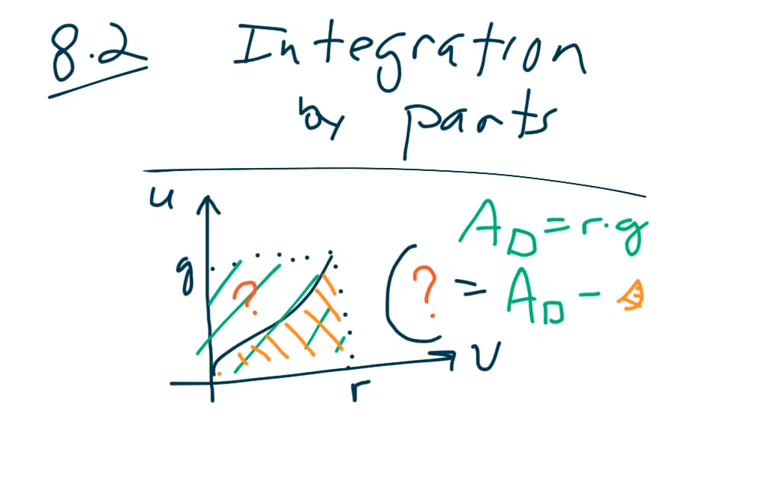 8.2 Integration
by parts
u
A▯ = r·g
g
? (? = A▯ -
v
r